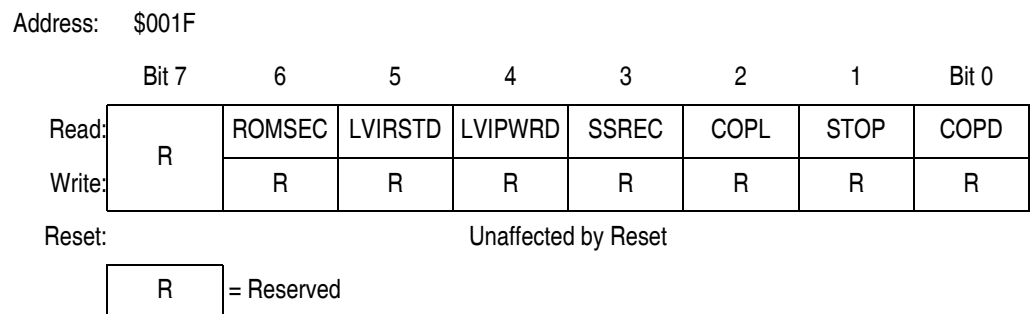 Address: $001F
Bit 7 6 5 4 3 2 1 Bit 0
Read: R ROMSEC LVIRSTD LVIPWRD SSREC COPL STOP COPD
Write: R R R R R R R
Reset: Unaffected by Reset
R = Reserved